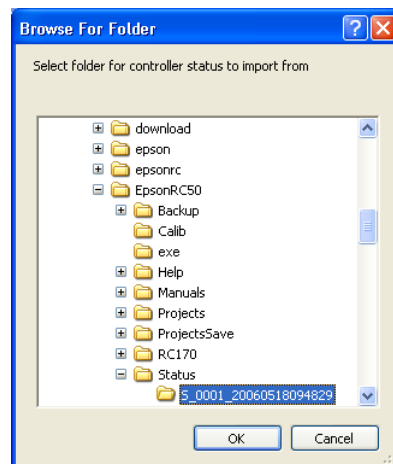 Browse For Folder
Select folder for controller status to import from
download
epson
epsonrc
EpsonRC50
Backup
Calib
exe
Help
Manuals
Projects
ProjectsSave
RC170
Status
S_0001_20060518094829
OK Cancel